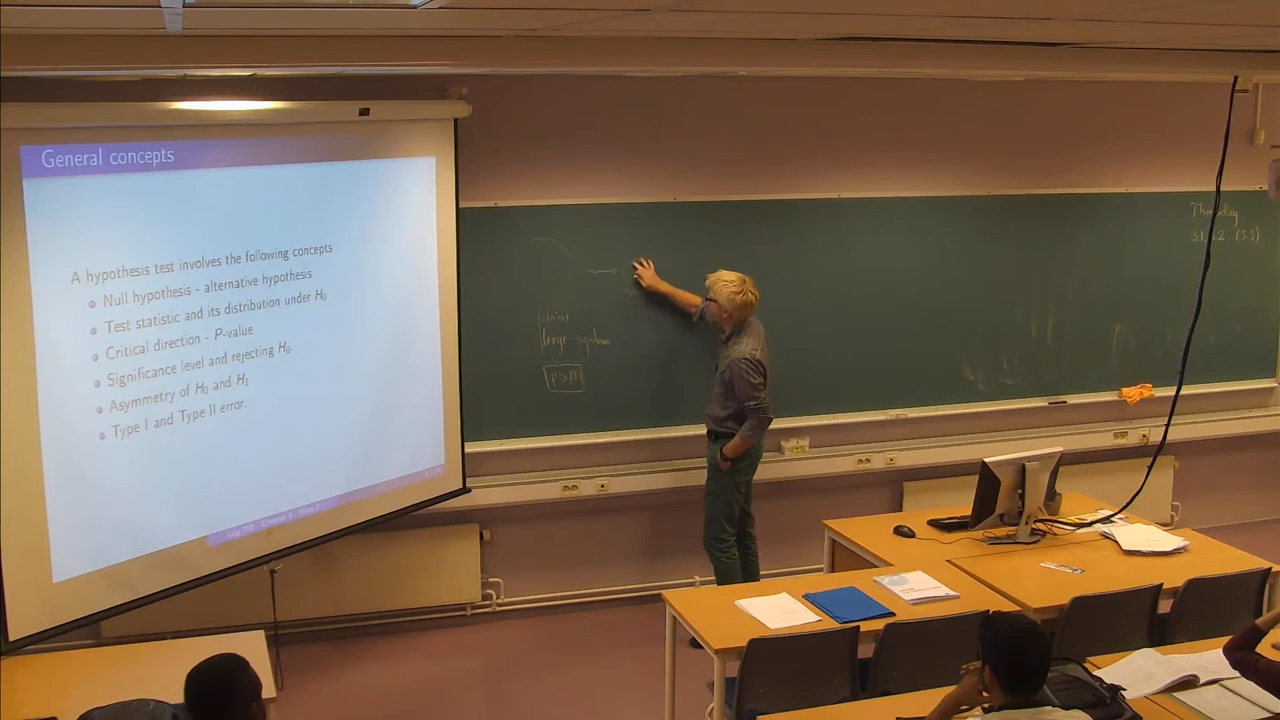 General concepts
A hypothesis test involves the following concepts
Null hypothesis - alternative hypothesis
Test statistic and its distribution under H₀
Critical direction - P-value
Significance level and rejecting H₀.
Asymmetry of H₀ and H₁
Type I and Type II error.
large system
Thursday